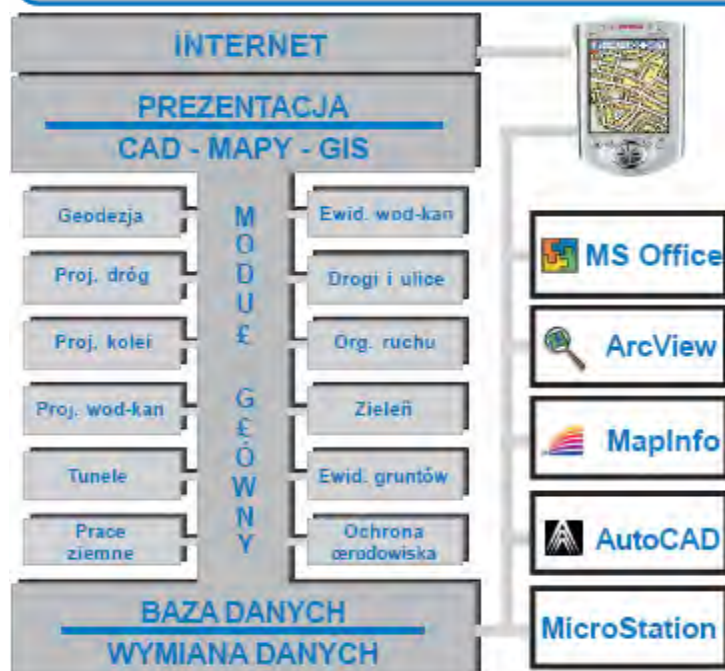 INTERNET
PREZENTACJA
CAD - MAPY - GIS
Geodezja
Proj. dróg
Proj. kolei
Proj. wod-kan
Tunele
Prace
ziemne
MODU£ G£ÓWNY
Ewid. wod-kan
Drogi i ulice
Org. ruchu
Zieleñ
Ewid. gruntów
Ochrona
œrodowiska
BAZA DANYCH
WYMIANA DANYCH
MS Office
ArcView
MapInfo
AutoCAD
MicroStation